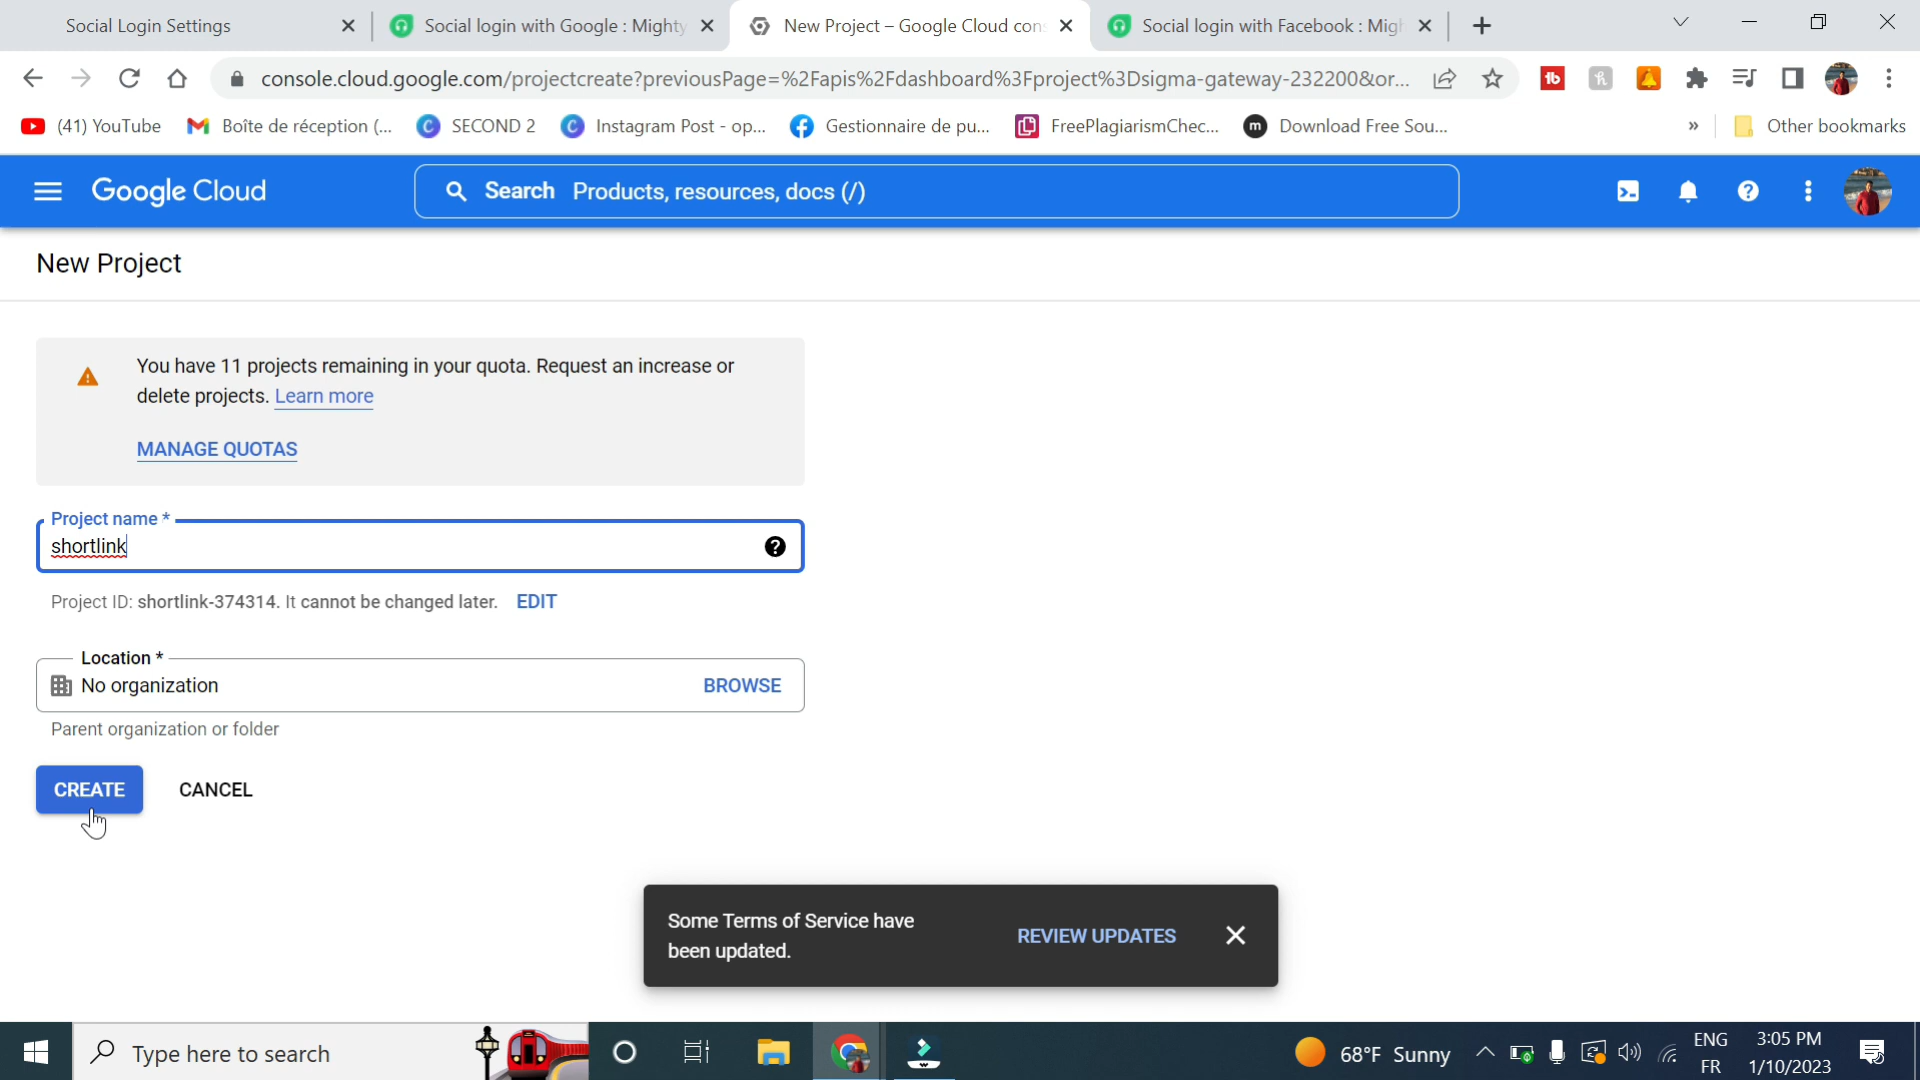 Social Login Settings
Social login with Google : Mighty
New Project – Google Cloud con
Social login with Facebook : Migh
console.cloud.google.com/projectcreate?previousPage=%2Fapis%2Fdashboard%3Fproject%3Dsigma-gateway-232200&or...
(41) YouTube
Boîte de réception (...
SECOND 2
Instagram Post - op...
Gestionnaire de pu...
FreePlagiarismChec...
Download Free Sou...
»
Other bookmarks
Google Cloud
Search Products, resources, docs (/)
New Project
You have 11 projects remaining in your quota. Request an increase or
delete projects. Learn more
MANAGE QUOTAS
Project name *
shortlink
Project ID: shortlink-374314. It cannot be changed later. EDIT
Location *
No organization
BROWSE
Parent organization or folder
CREATE
CANCEL
Some Terms of Service have
been updated.
REVIEW UPDATES
Type here to search
68°F Sunny
ENG
FR
3:05 PM
1/10/2023